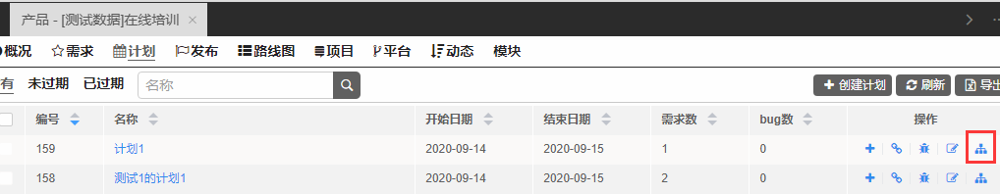 产品 - [测试数据]在线培训 ×
概况 需求 计划 发布 路线图 项目 平台 动态 模块
有 未过期 已过期 名称 创建计划 刷新 导出
编号 名称 开始日期 结束日期 需求数 bug数 操作
159 计划1 2020-09-14 2020-09-15 1 0
158 测试1的计划1 2020-09-14 2020-09-15 2 0